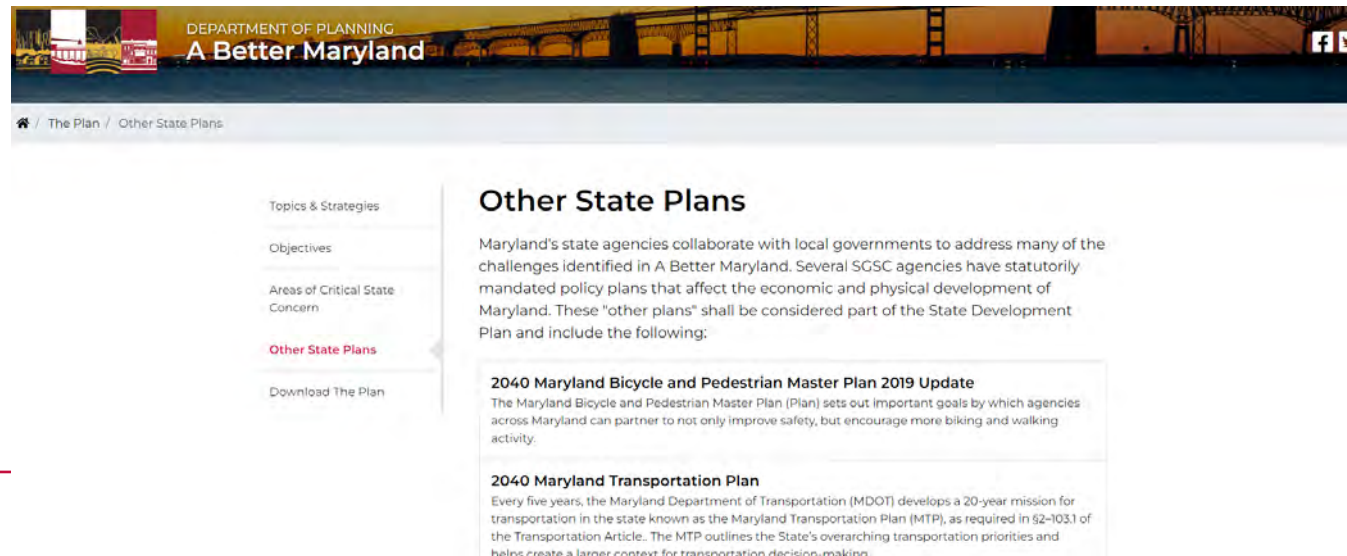 DEPARTMENT OF PLANNING
A Better Maryland
/ The Plan / Other State Plans
Topics & Strategies
Objectives
Areas of Critical State
Concern
Other State Plans
Download The Plan
Other State Plans
Maryland's state agencies collaborate with local governments to address many of the
challenges identified in A Better Maryland. Several SGSC agencies have statutorily
mandated policy plans that affect the economic and physical development of
Maryland. These "other plans" shall be considered part of the State Development
Plan and include the following:
2040 Maryland Bicycle and Pedestrian Master Plan 2019 Update
The Maryland Bicycle and Pedestrian Master Plan (Plan) sets out important goals by which agencies
across Maryland can partner to not only improve safety, but encourage more biking and walking
activity.
2040 Maryland Transportation Plan
Every five years, the Maryland Department of Transportation (MDOT) develops a 20-year mission for
transportation in the state known as the Maryland Transportation Plan (MTP), as required in §2–103.1 of
the Transportation Article.. The MTP outlines the State's overarching transportation priorities and
helps create a larger context for transportation decision-making.